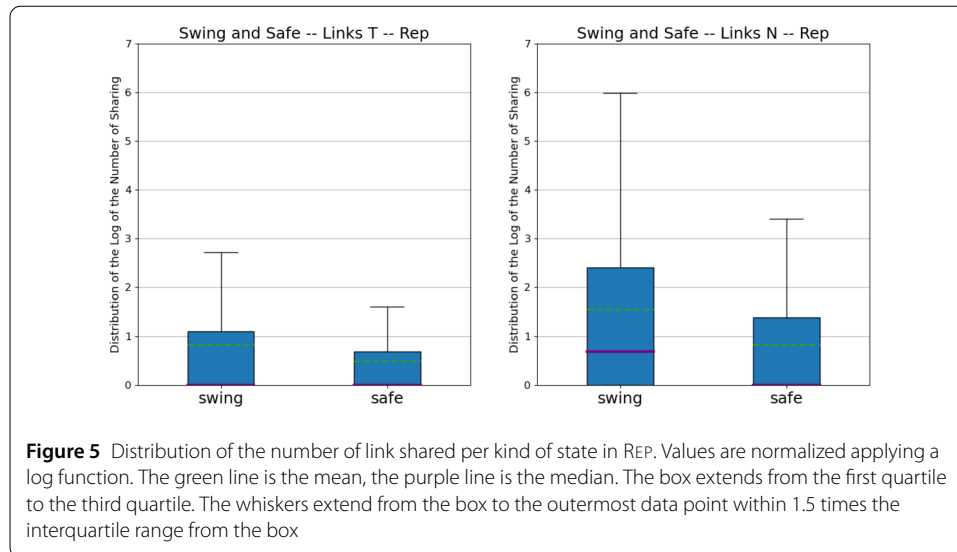 Swing and Safe -- Links T -- Rep
Distribution of the Log of the Number of Sharing
7
6
5
4
3
2
1
0
swing
safe
Swing and Safe -- Links N -- Rep
Distribution of the Log of the Number of Sharing
7
6
5
4
3
2
1
0
swing
safe
Figure 5 Distribution of the number of link shared per kind of state in REP. Values are normalized applying a
log function. The green line is the mean, the purple line is the median. The box extends from the first quartile
to the third quartile. The whiskers extend from the box to the outermost data point within 1.5 times the
interquartile range from the box